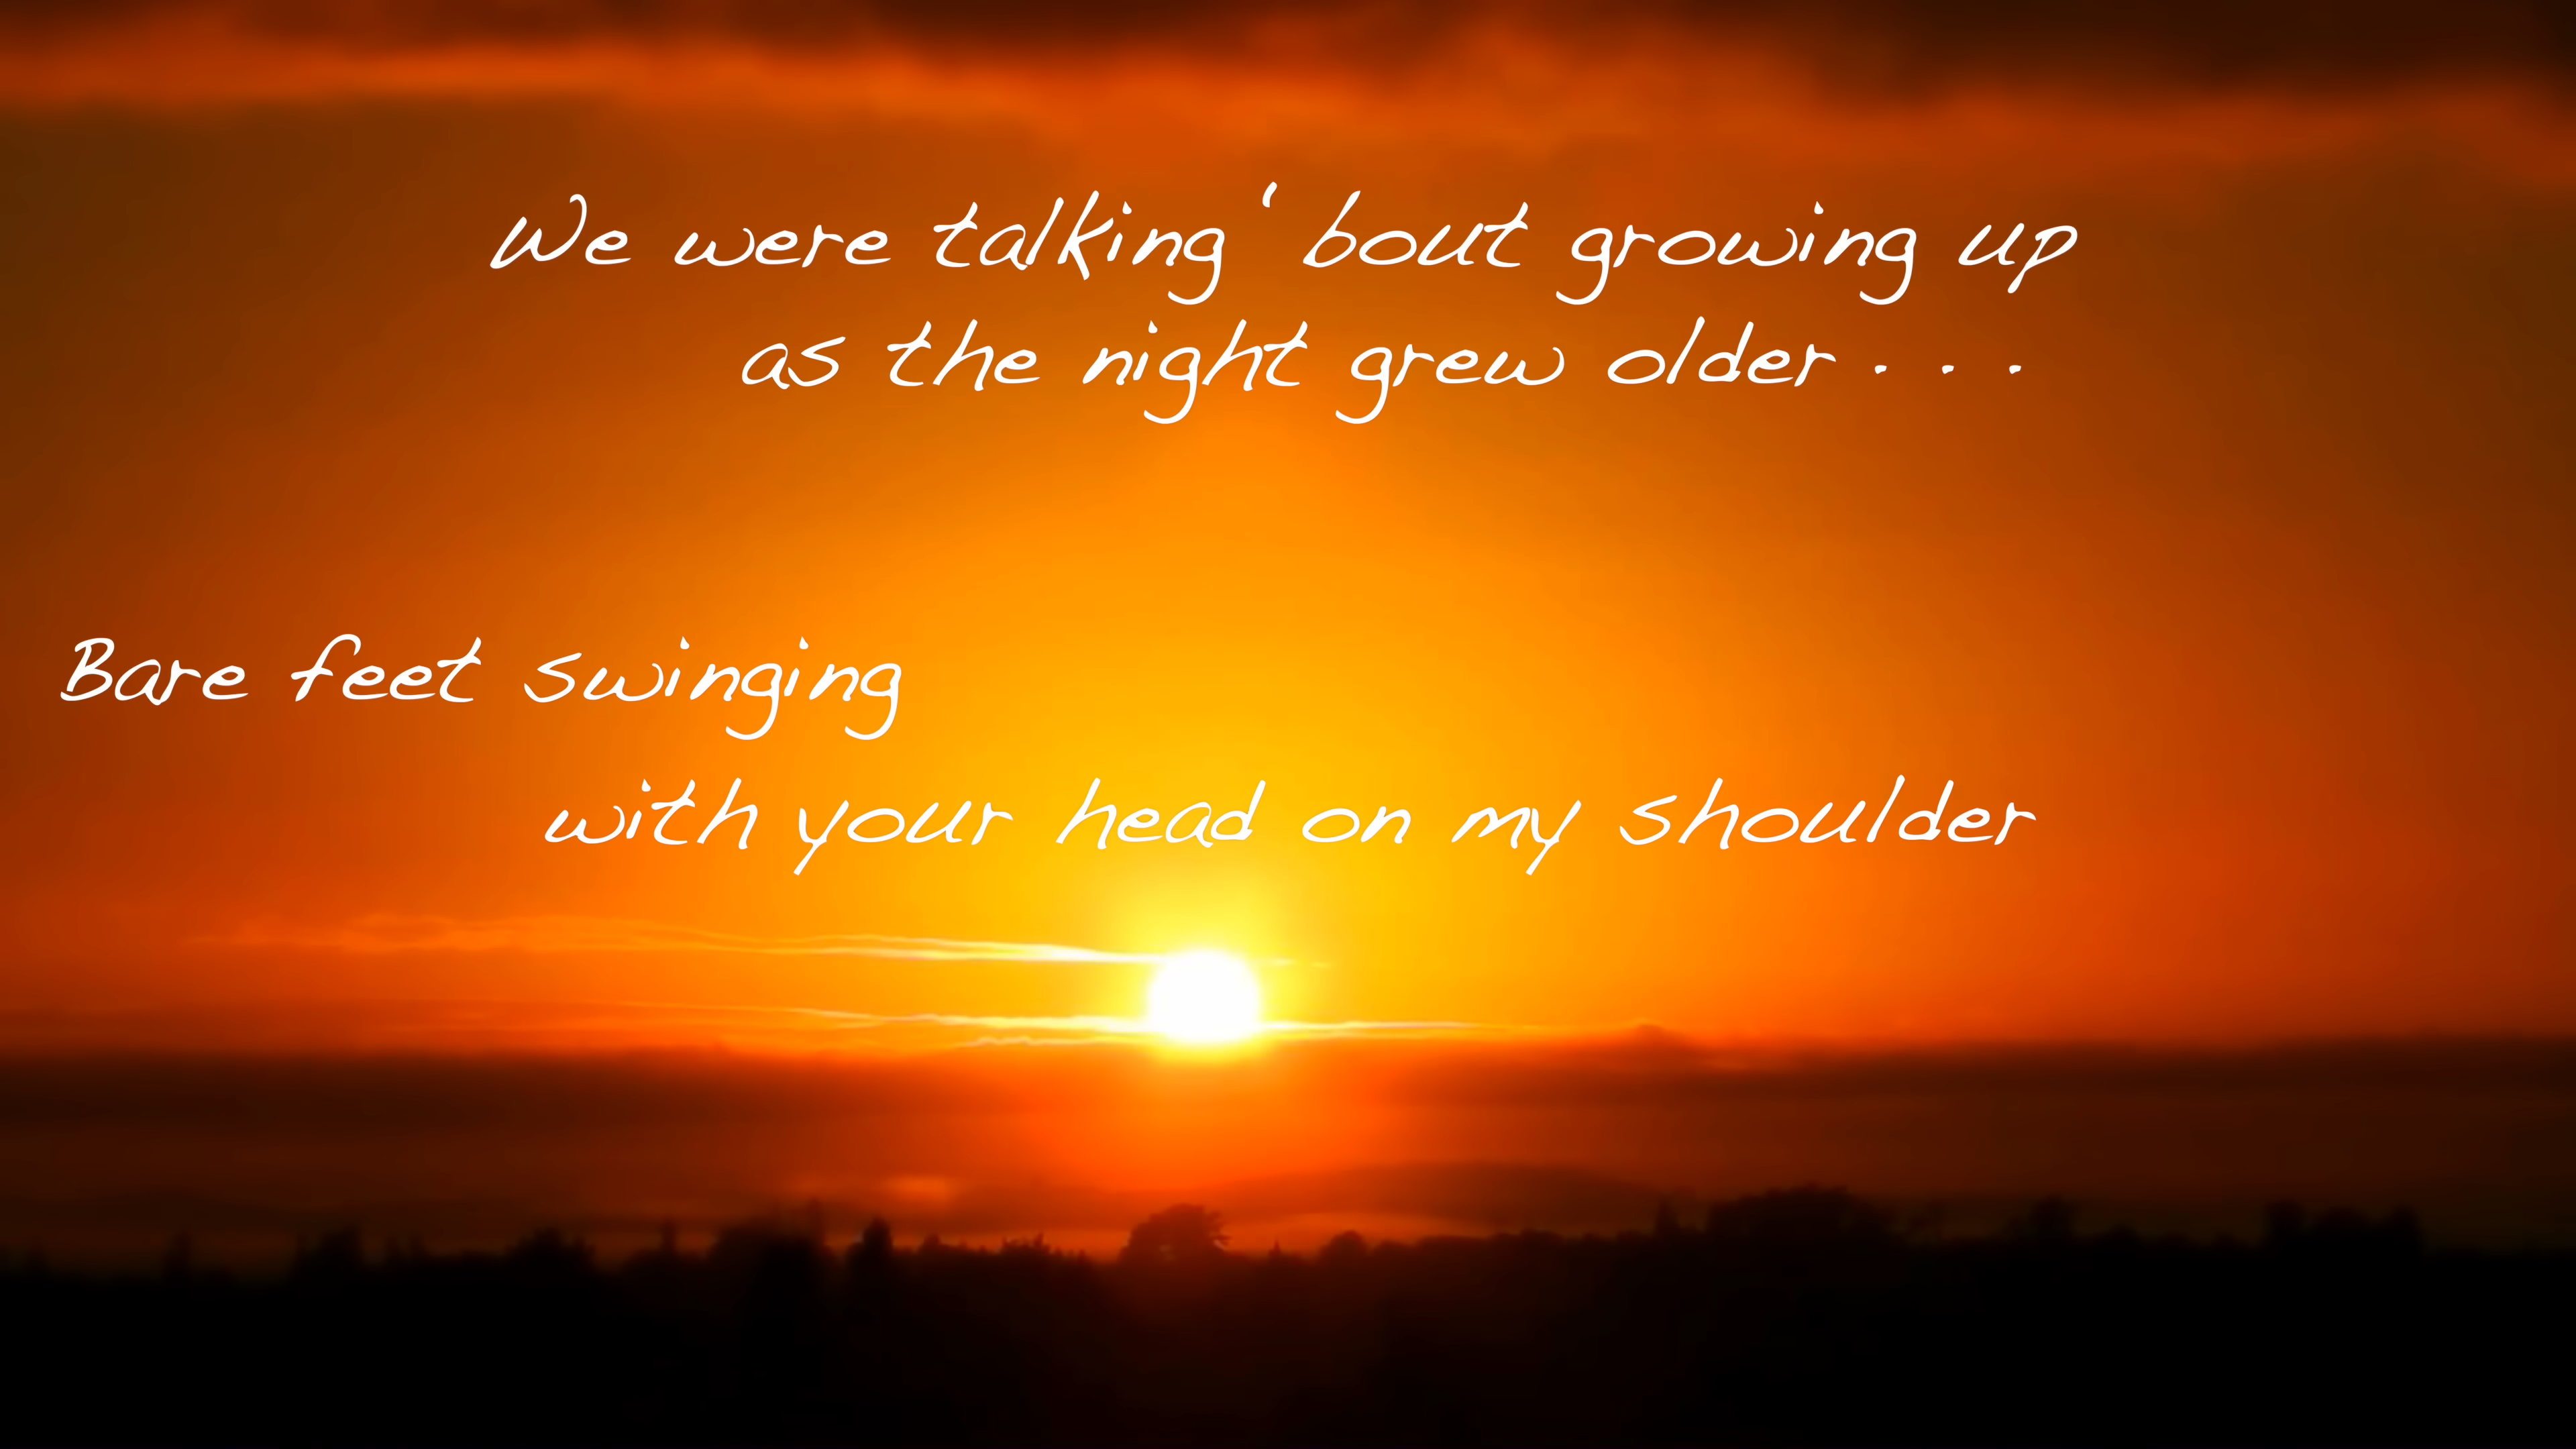 We were talking ‘bout growing up
as the night grew older . . .
Bare feet swinging
with your head on my shoulder